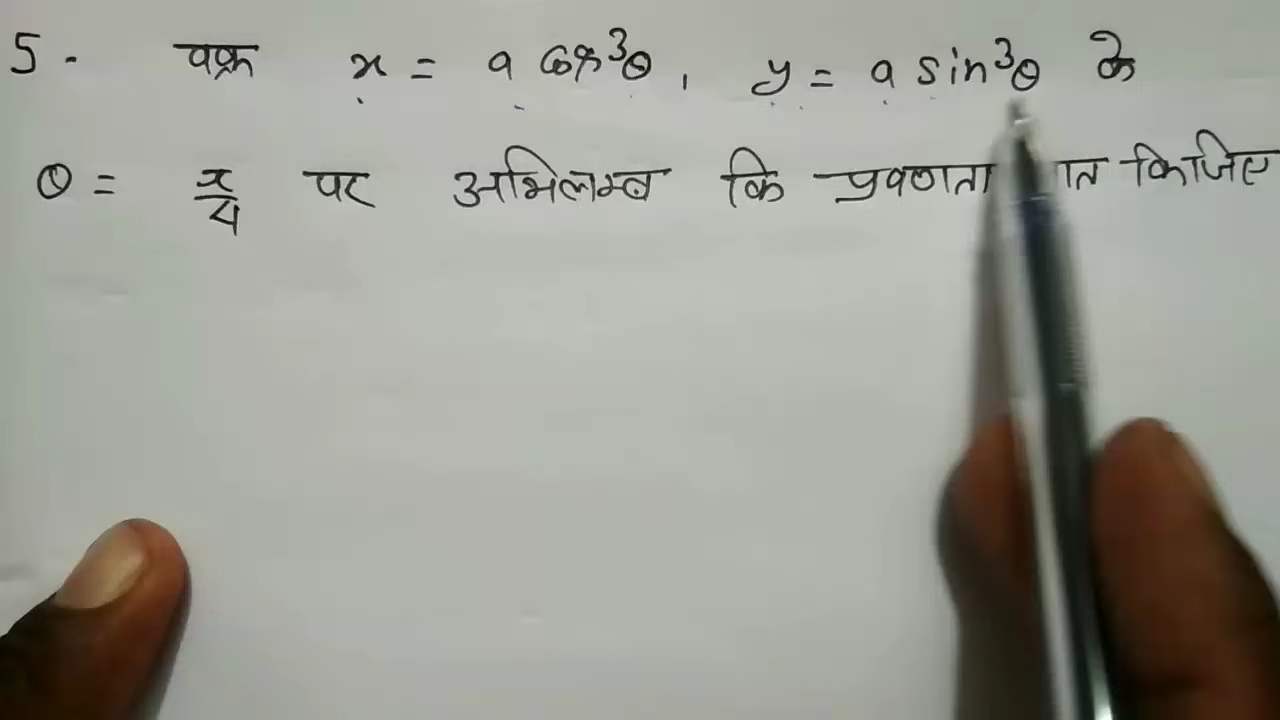 5. वक्र x = a cos³θ, y = a sin³θ के
θ = π/4 पर अभिलम्ब कि प्रवणता किजिए